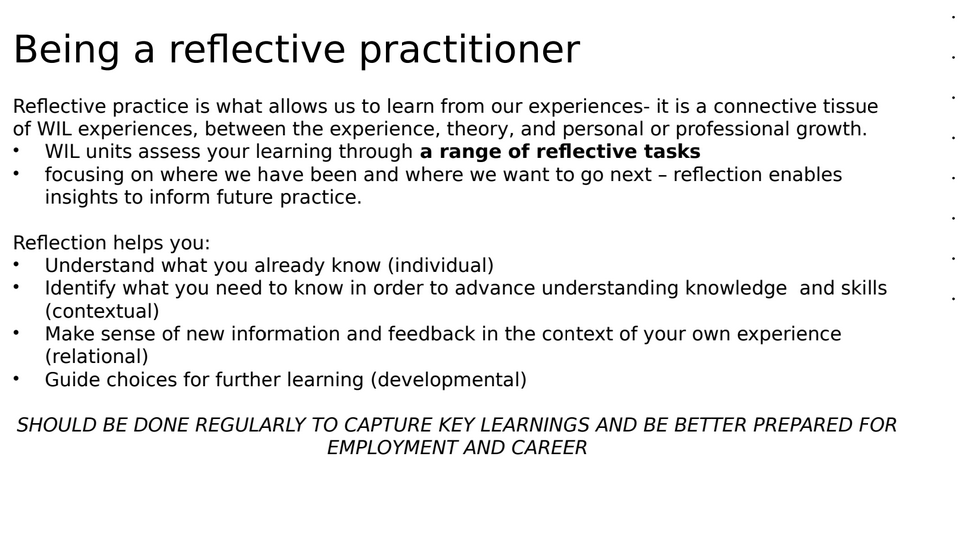 Being a reflective practitioner
Reflective practice is what allows us to learn from our experiences- it is a connective tissue
of WIL experiences, between the experience, theory, and personal or professional growth.
• WIL units assess your learning through a range of reflective tasks
• focusing on where we have been and where we want to go next – reflection enables
insights to inform future practice.
Reflection helps you:
• Understand what you already know (individual)
• Identify what you need to know in order to advance understanding knowledge  and skills
(contextual)
• Make sense of new information and feedback in the context of your own experience
(relational)
• Guide choices for further learning (developmental)
SHOULD BE DONE REGULARLY TO CAPTURE KEY LEARNINGS AND BE BETTER PREPARED FOR
EMPLOYMENT AND CAREER